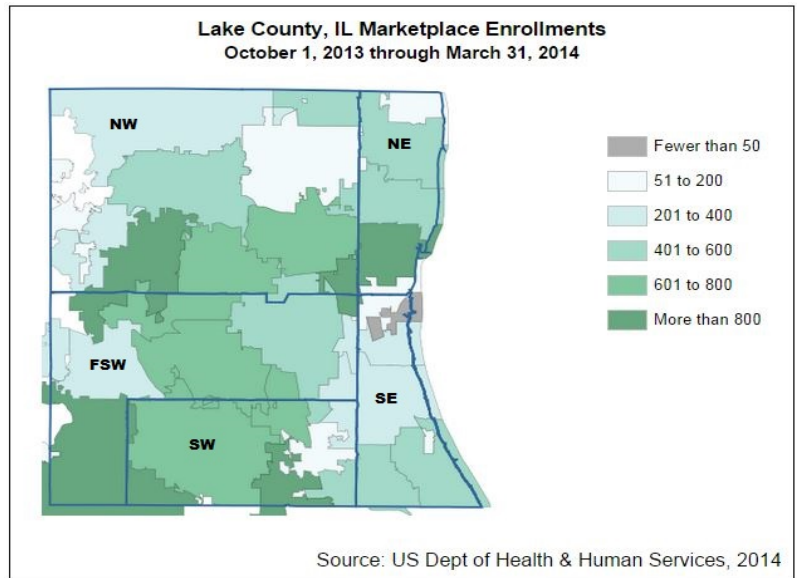 Lake County, IL Marketplace Enrollments
October 1, 2013 through March 31, 2014
NW
NE
Fewer than 50
51 to 200
201 to 400
401 to 600
601 to 800
More than 800
FSW
SE
SW
Source: US Dept of Health & Human Services, 2014